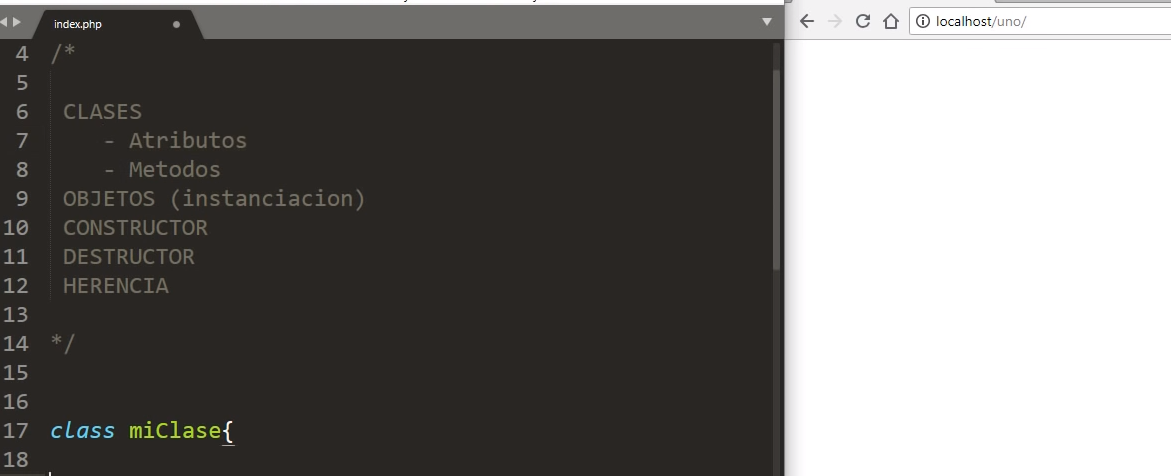 index.php
localhost/uno/
4 /*
5
6 CLASES
7 - Atributos
8 - Metodos
9 OBJETOS (instanciacion)
10 CONSTRUCTOR
11 DESTRUCTOR
12 HERENCIA
13
14 */
15
16
17 class miClase{
18